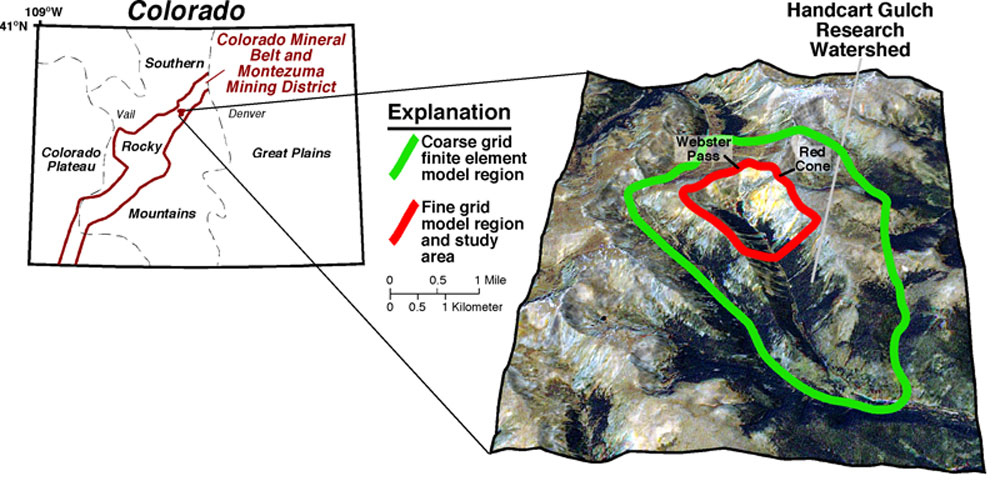 Colorado
109°W
41°N
Southern
Colorado Mineral
Belt and
Montezuma
Mining District
Vail
Denver
Rocky
Colorado
Plateau
Great Plains
Mountains
Explanation
Coarse grid
finite element
model region
Fine grid
model region
and study
area
0 0.5 1 Mile
0 0.5 1 Kilometer
Handcart Gulch
Research
Watershed
Webster
Pass
Red
Cone